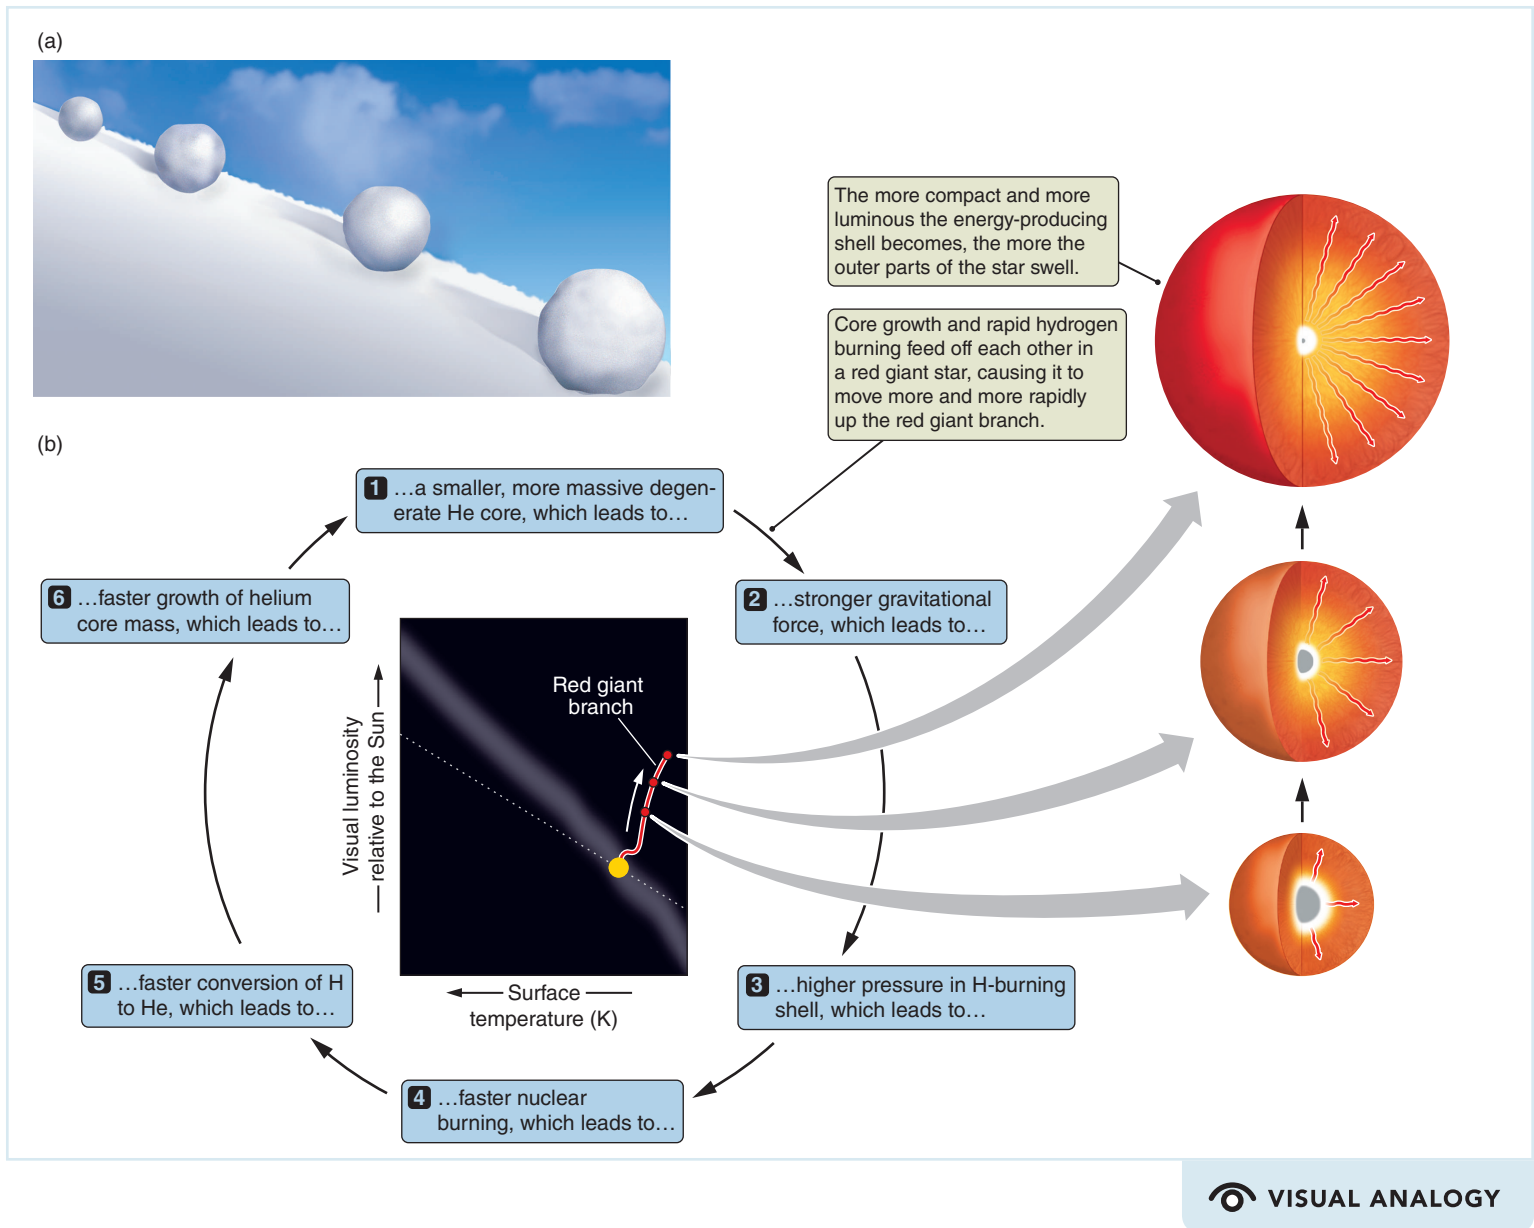 (a)
The more compact and more
luminous the energy-producing
shell becomes, the more the
outer parts of the star swell.
Core growth and rapid hydrogen
burning feed off each other in
a red giant star, causing it to
move more and more rapidly
up the red giant branch.
(b)
1 …a smaller, more massive degen-
erate He core, which leads to…
2 …stronger gravitational
force, which leads to…
3 …higher pressure in H-burning
shell, which leads to…
4 …faster nuclear
burning, which leads to…
5 …faster conversion of H
to He, which leads to…
6 …faster growth of helium
core mass, which leads to…
Red giant
branch
Visual luminosity
relative to the Sun
Surface
temperature (K)
VISUAL ANALOGY